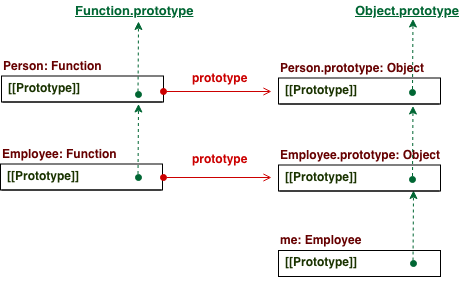 Function.prototype
Object.prototype
Person: Function
prototype
Person.prototype: Object
[[Prototype]]
[[Prototype]]
Employee: Function
prototype
Employee.prototype: Object
[[Prototype]]
[[Prototype]]
me: Employee
[[Prototype]]